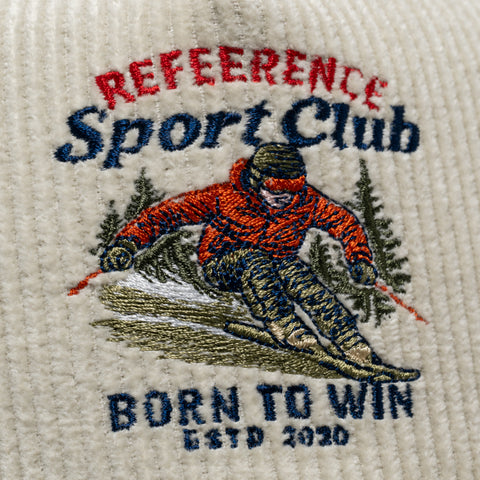 REFEERENCE
Sport Club
BORN TO WIN
ESTD 2020